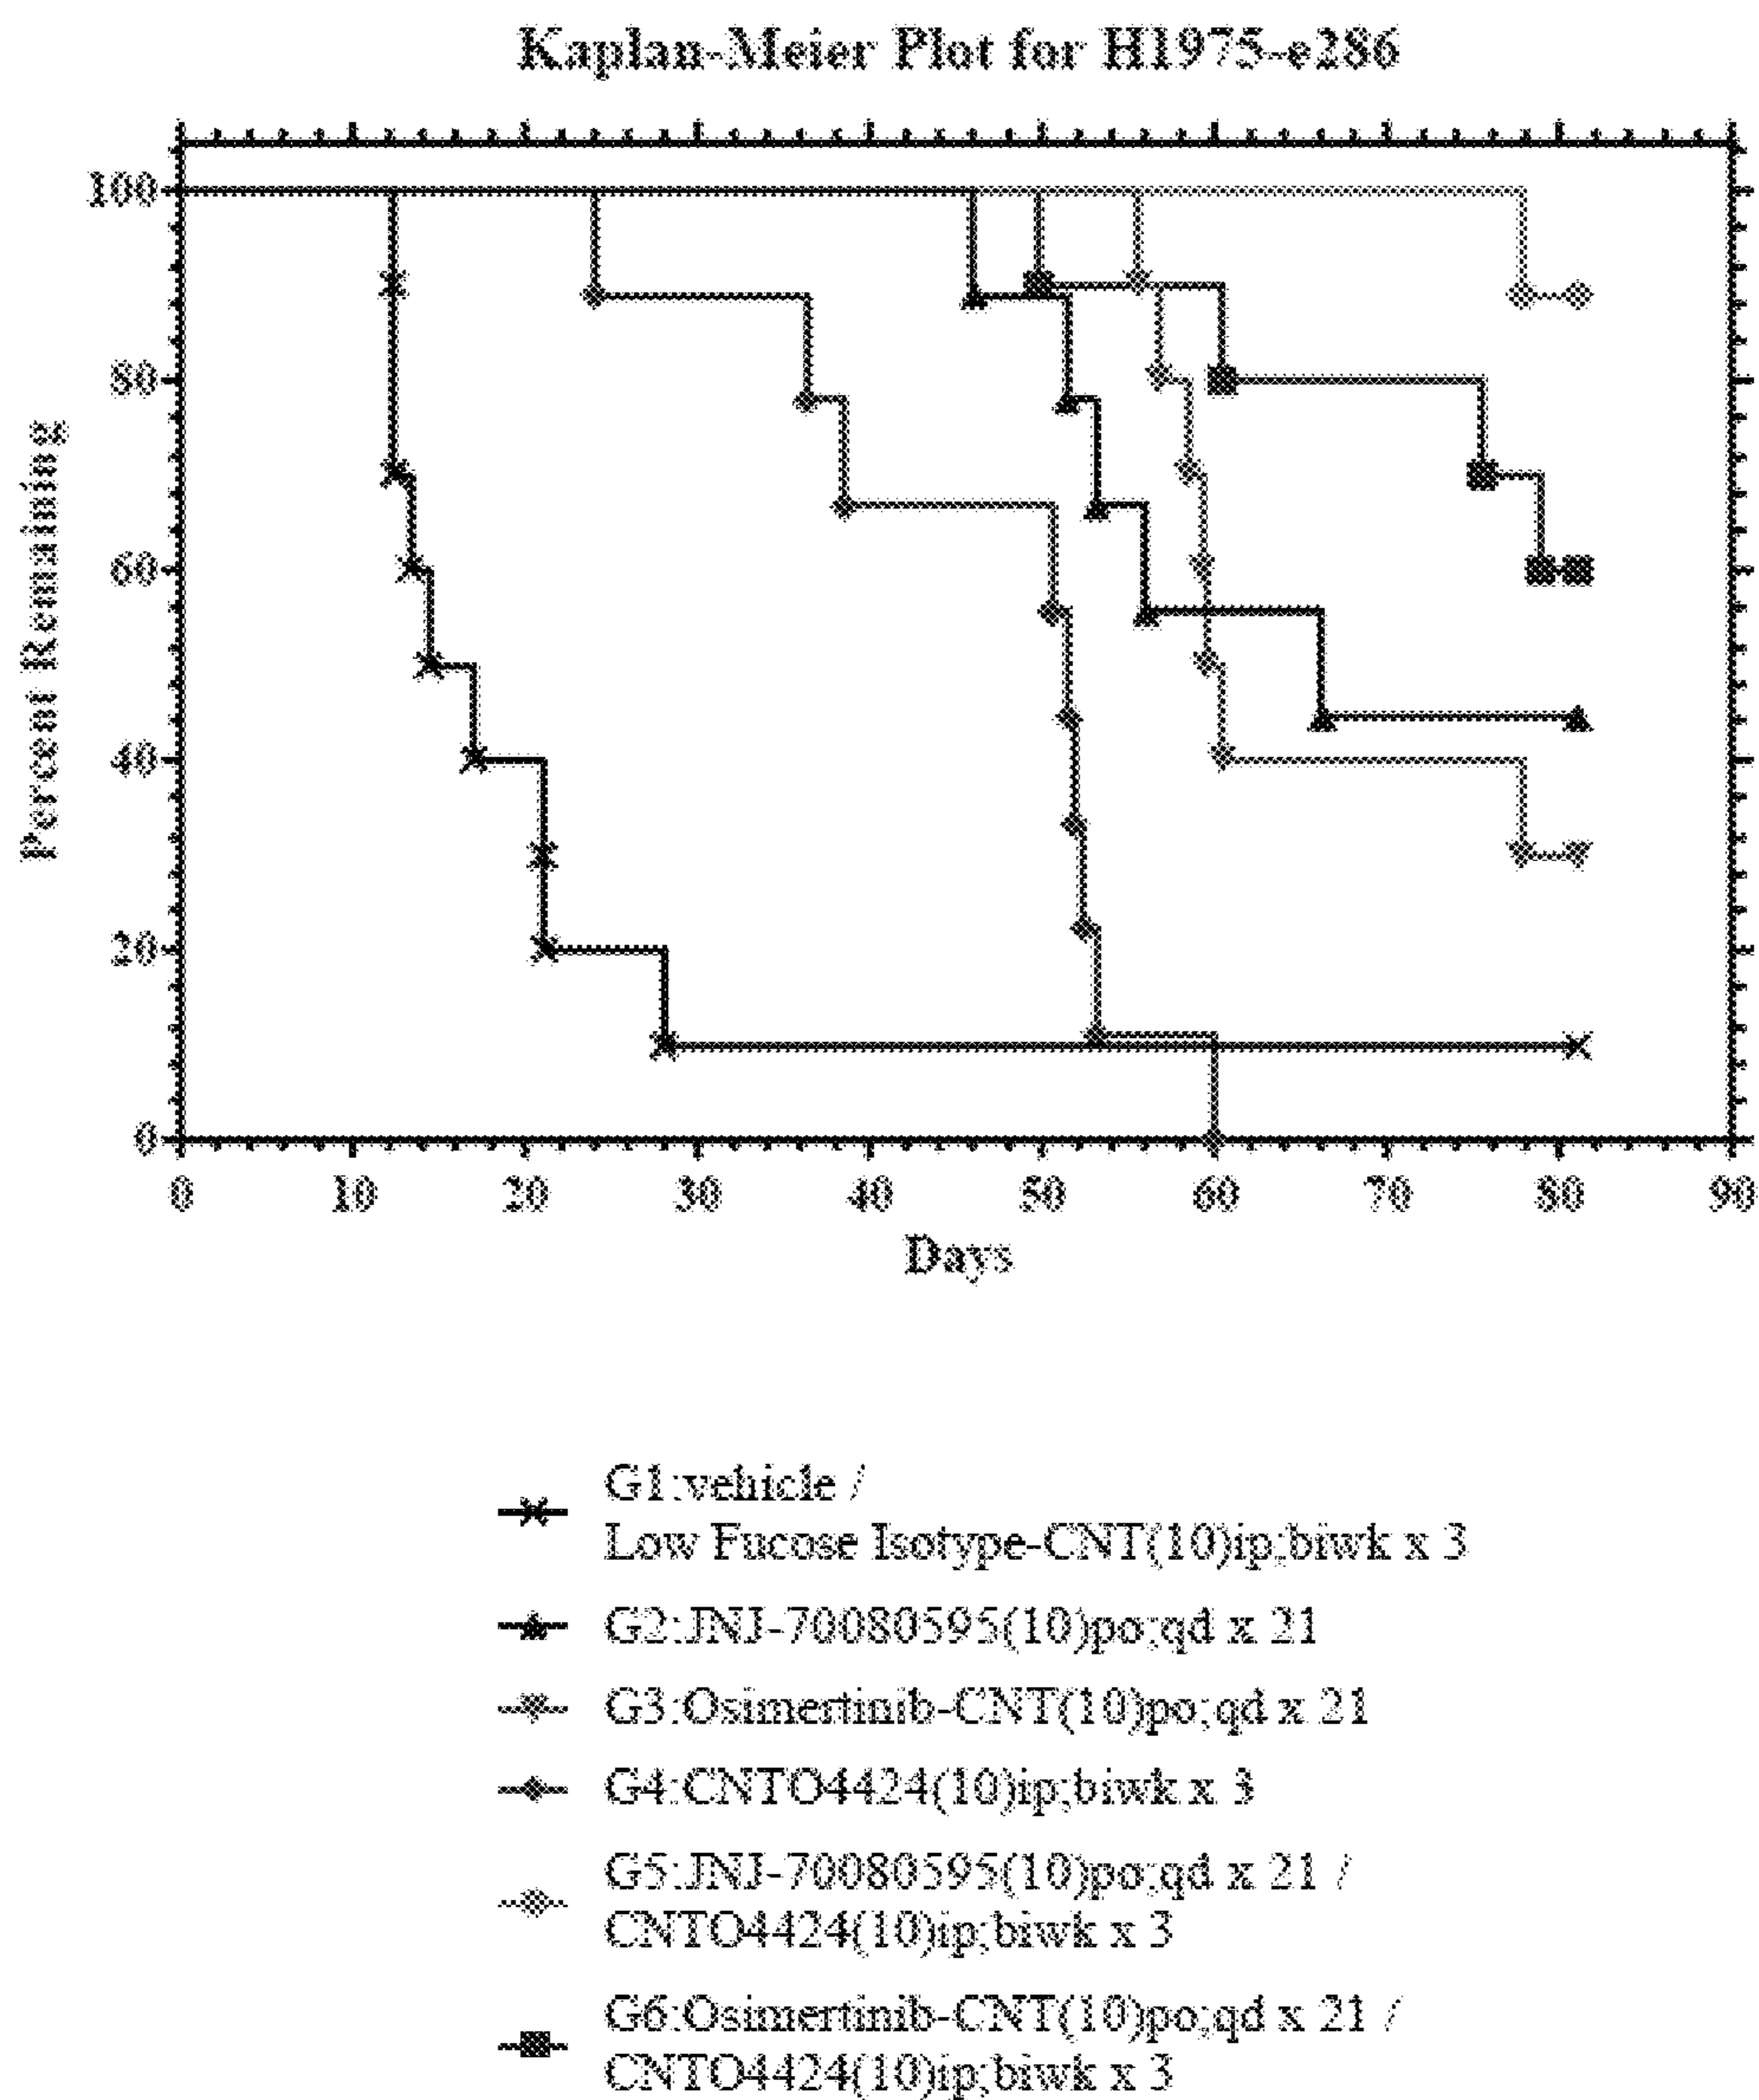 Kaplan-Meier Plot for H1975-e286
100
80
60
40
20
0
Percent Remaining
0 10 20 30 40 50 60 70 80 90
Days
G1:vehicle /
Low Fucose Isotype-CNT(10)ip;biwk x 3
G2:JNJ-70080595(10)po;qd x 21
G3:Osimertinib-CNT(10)po;qd x 21
G4:CNTO4424(10)ip;biwk x 3
G5:JNJ-70080595(10)po;qd x 21 /
CNTO4424(10)ip;biwk x 3
G6:Osimertinib-CNT(10)po;qd x 21 /
CNTO4424(10)ip;biwk x 3